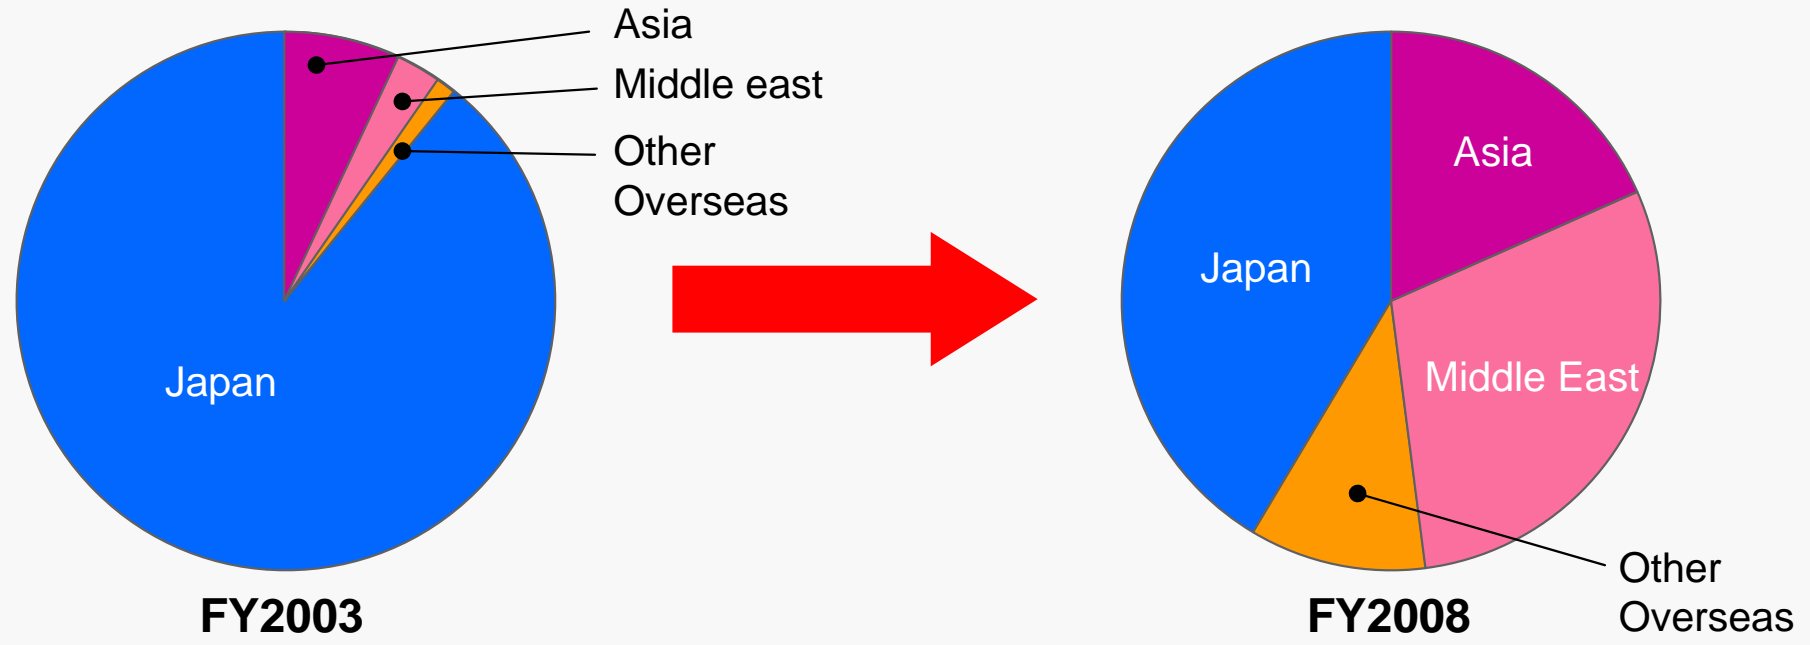 Asia
Middle east
Other
Overseas
Japan
FY2003
Asia
Japan
Middle East
Other
Overseas
FY2008